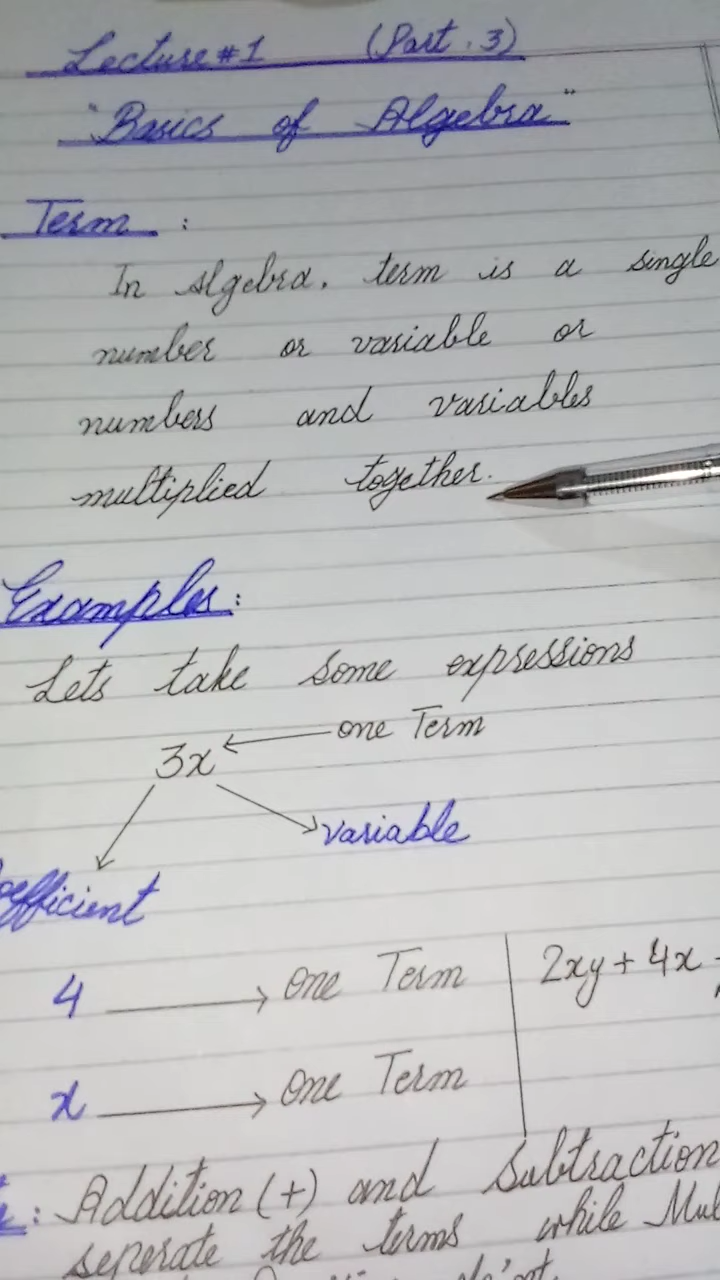 Lecture #1 (Part . 3)
"Basics of Algebra"
Term :
In Algebra, term is a single
number or variable or
numbers and variables
multiplied together.
Examples:
Lets take some expressions
3x ← one Term
variable
oefficient
4 → One Term
2xy + 4x -
x → One Term
: Addition (+) and Subtraction
seperate the terms while Mul